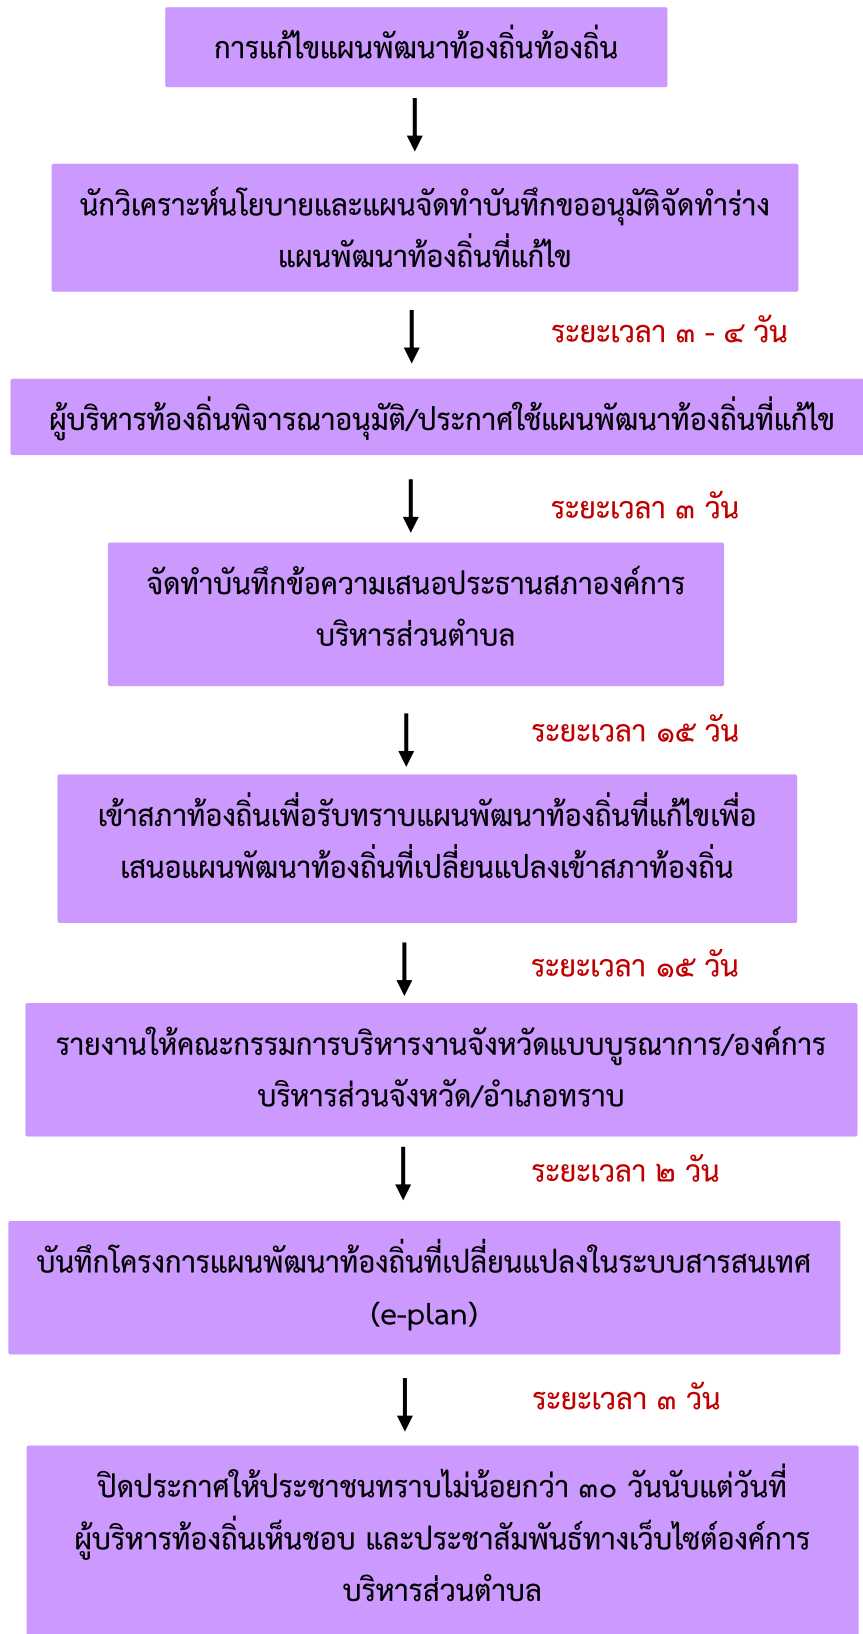 การแก้ไขแผนพัฒนาท้องถิ่นท้องถิ่น
นักวิเคราะห์นโยบายและแผนจัดทำบันทึกขออนุมัติจัดทำร่าง
แผนพัฒนาท้องถิ่นที่แก้ไข
ระยะเวลา ๓ - ๔ วัน
ผู้บริหารท้องถิ่นพิจารณาอนุมัติ/ประกาศใช้แผนพัฒนาท้องถิ่นที่แก้ไข
ระยะเวลา ๓ วัน
จัดทำบันทึกข้อความเสนอประธานสภาองค์การ
บริหารส่วนตำบล
ระยะเวลา ๑๕ วัน
เข้าสภาท้องถิ่นเพื่อรับทราบแผนพัฒนาท้องถิ่นที่แก้ไขเพื่อ
เสนอแผนพัฒนาท้องถิ่นที่เปลี่ยนแปลงเข้าสภาท้องถิ่น
ระยะเวลา ๑๕ วัน
รายงานให้คณะกรรมการบริหารงานจังหวัดแบบบูรณาการ/องค์การ
บริหารส่วนจังหวัด/อำเภอทราบ
ระยะเวลา ๒ วัน
บันทึกโครงการแผนพัฒนาท้องถิ่นที่เปลี่ยนแปลงในระบบสารสนเทศ
(e-plan)
ระยะเวลา ๓ วัน
ปิดประกาศให้ประชาชนทราบไม่น้อยกว่า ๓๐ วันนับแต่วันที่
ผู้บริหารท้องถิ่นเห็นชอบ และประชาสัมพันธ์ทางเว็บไซต์องค์การ
บริหารส่วนตำบล